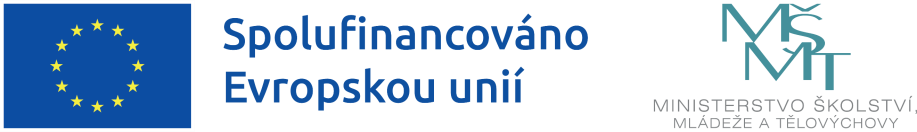 Spolufinancováno
Evropskou unií
MŠMT
MINISTERSTVO ŠKOLSTVÍ,
MLÁDEŽE A TĚLOVÝCHOVY